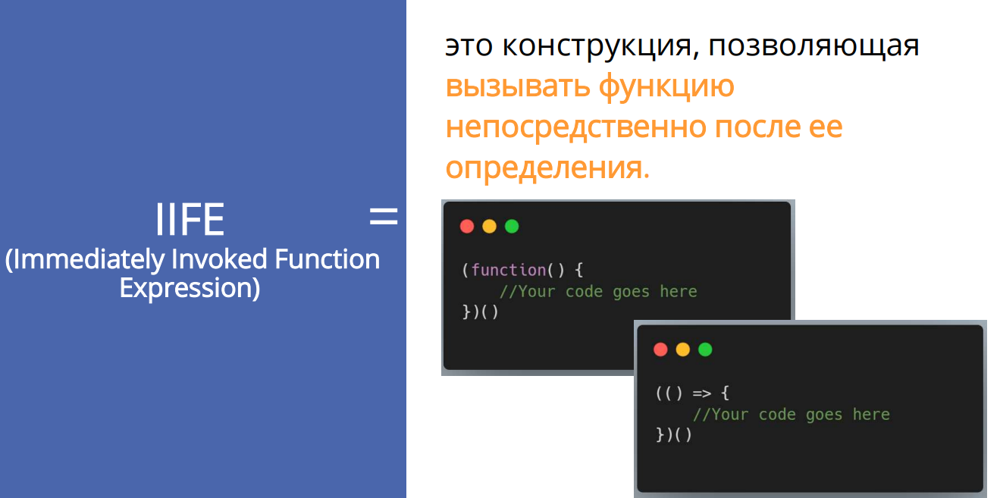 IIFE =
(Immediately Invoked Function
Expression)
это конструкция, позволяющая
вызывать функцию
непосредственно после ее
определения.
(function() {
    //Your code goes here
})()
(() => {
    //Your code goes here
})()